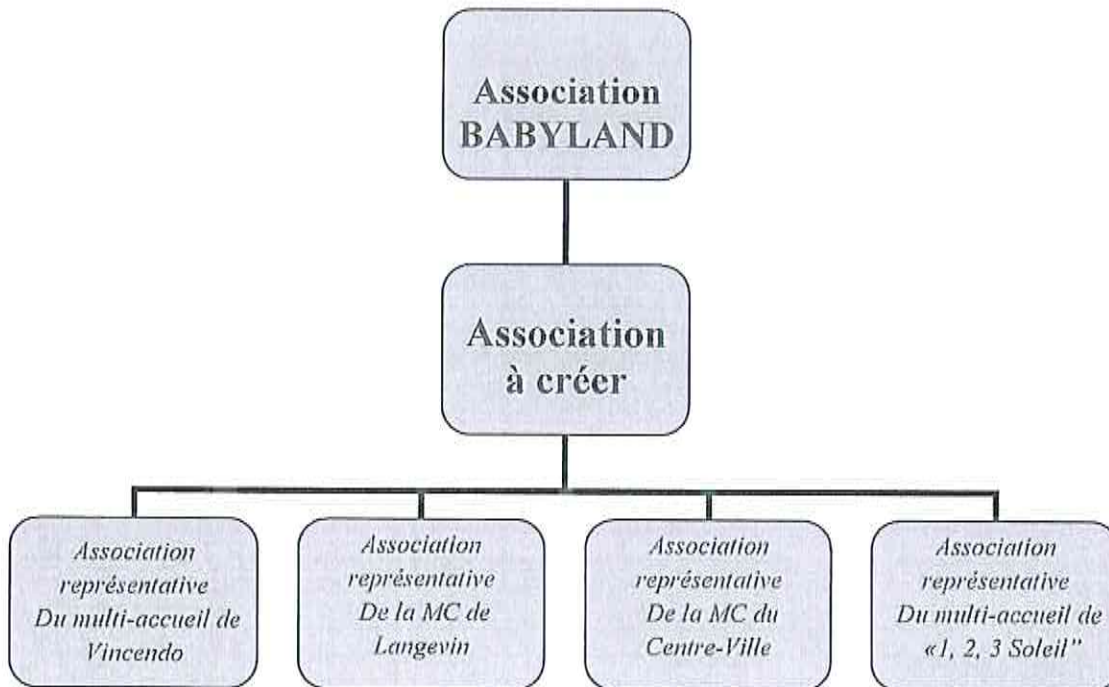 Association
BABYLAND
Association
à créer
Association
représentative
Du multi-accueil de
Vincendo
Association
représentative
De la MC de
Langevin
Association
représentative
De la MC du
Centre-Ville
Association
représentative
Du multi-accueil de
«1, 2, 3 Soleil”